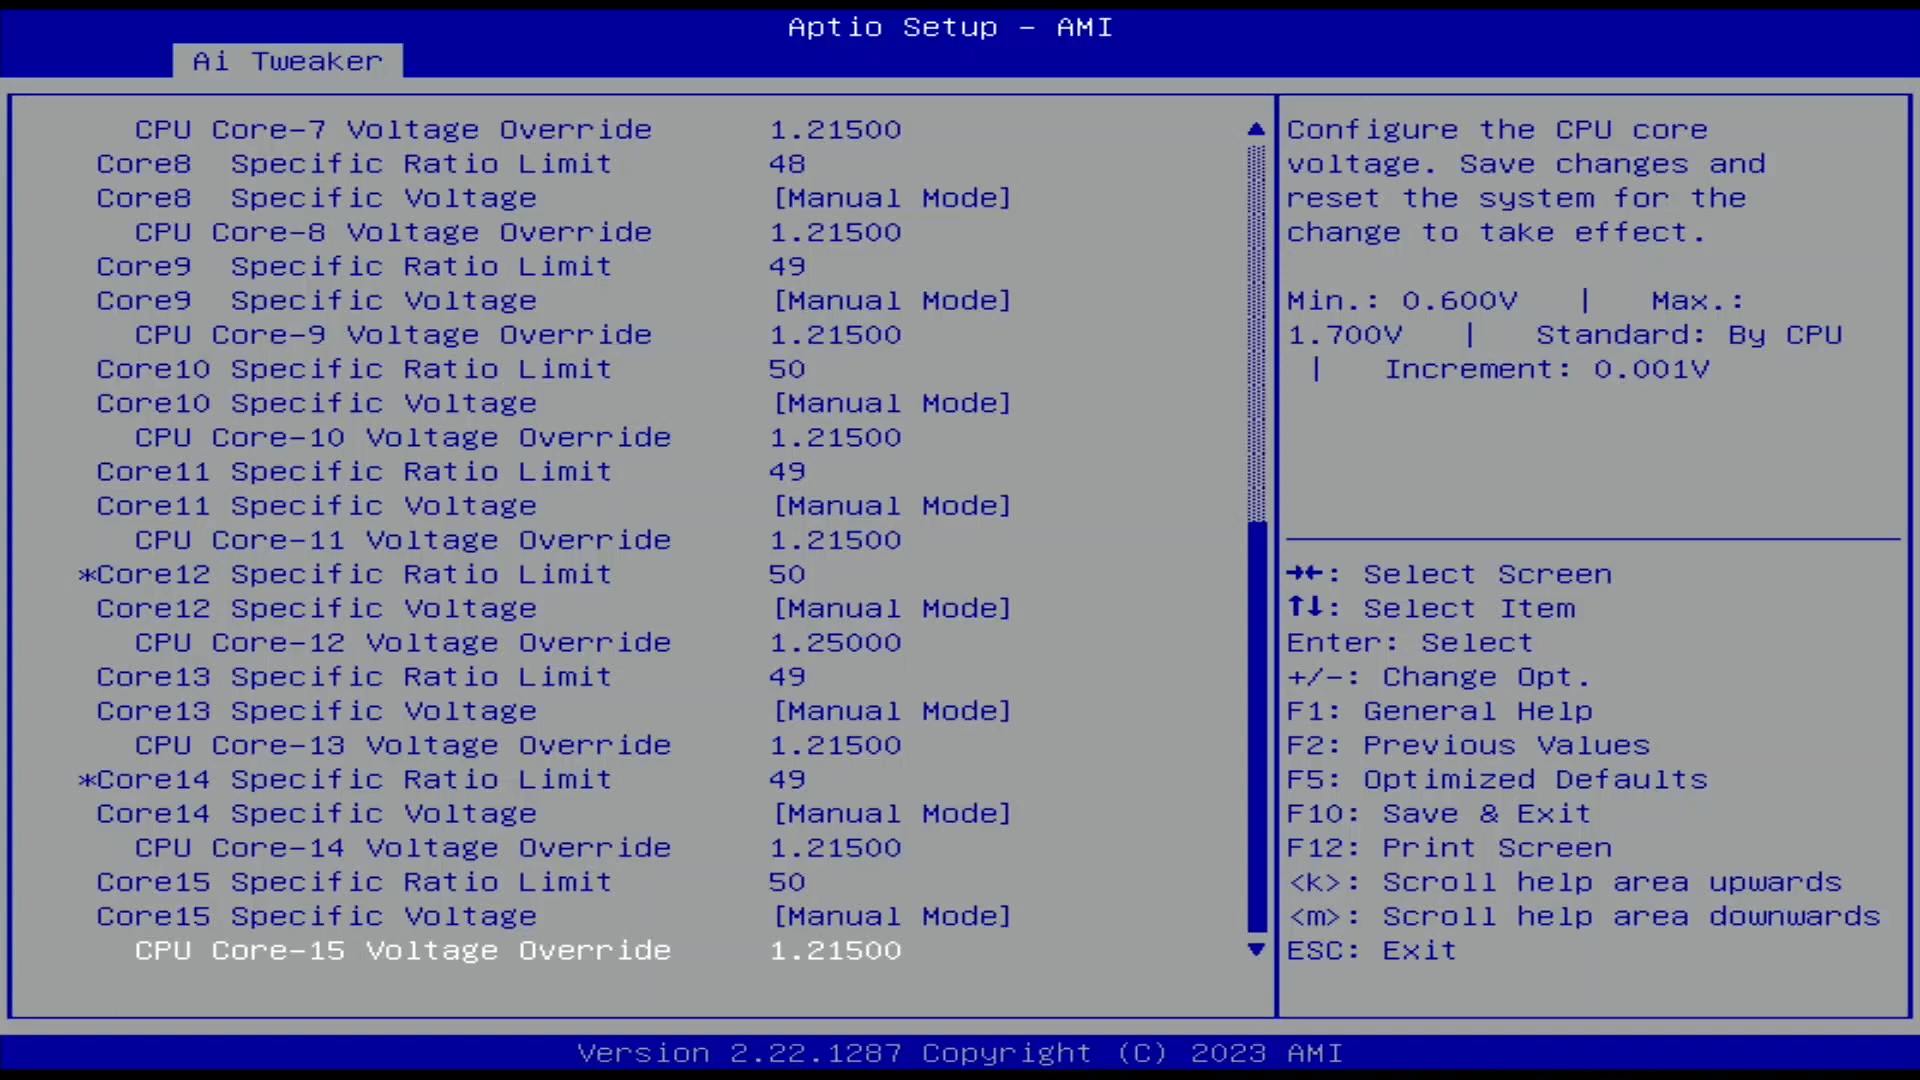 Aptio Setup – AMI
Ai Tweaker
CPU Core-7 Voltage Override 1.21500
Core8 Specific Ratio Limit 48
Core8 Specific Voltage [Manual Mode]
CPU Core-8 Voltage Override 1.21500
Core9 Specific Ratio Limit 49
Core9 Specific Voltage [Manual Mode]
CPU Core-9 Voltage Override 1.21500
Core10 Specific Ratio Limit 50
Core10 Specific Voltage [Manual Mode]
CPU Core-10 Voltage Override 1.21500
Core11 Specific Ratio Limit 49
Core11 Specific Voltage [Manual Mode]
CPU Core-11 Voltage Override 1.21500
*Core12 Specific Ratio Limit 50
Core12 Specific Voltage [Manual Mode]
CPU Core-12 Voltage Override 1.25000
Core13 Specific Ratio Limit 49
Core13 Specific Voltage [Manual Mode]
CPU Core-13 Voltage Override 1.21500
*Core14 Specific Ratio Limit 49
Core14 Specific Voltage [Manual Mode]
CPU Core-14 Voltage Override 1.21500
Core15 Specific Ratio Limit 50
Core15 Specific Voltage [Manual Mode]
CPU Core-15 Voltage Override 1.21500
Configure the CPU core
voltage. Save changes and
reset the system for the
change to take effect.
Min.: 0.600V | Max.:
1.700V | Standard: By CPU
| Increment: 0.001V
→←: Select Screen
↑↓: Select Item
Enter: Select
+/-: Change Opt.
F1: General Help
F2: Previous Values
F5: Optimized Defaults
F10: Save & Exit
F12: Print Screen
<k>: Scroll help area upwards
<m>: Scroll help area downwards
ESC: Exit
Version 2.22.1287 Copyright (C) 2023 AMI